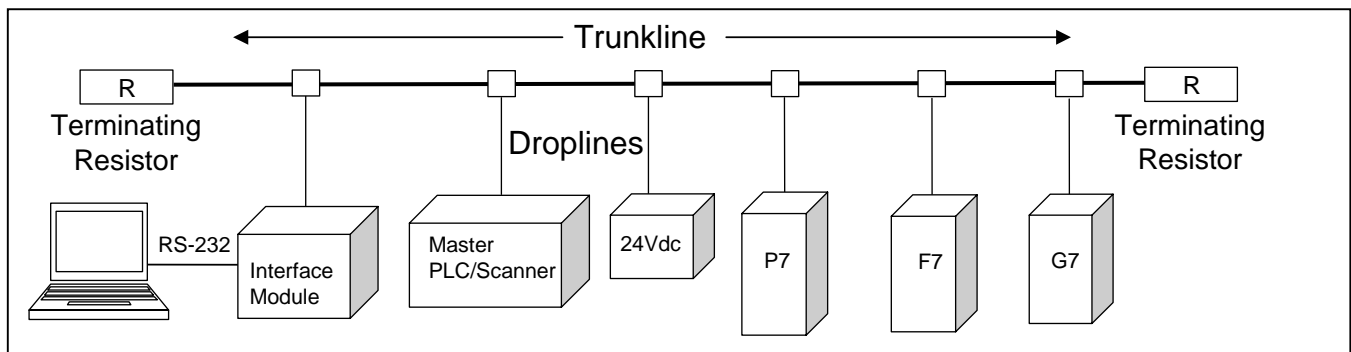 Trunkline
R
R
Terminating
Resistor
Droplines
Terminating
Resistor
RS-232
Interface
Module
Master
PLC/Scanner
24Vdc
P7
F7
G7